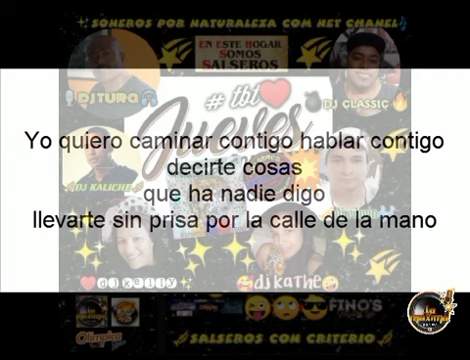 SONEROS POR NATURALEZA COM NET CHANEL
EN ESTE HOGAR
SOMOS
SALSEROS
DJ TURA
# tbt
DJ CLASSIC
Jueves
Yo quiero caminar contigo hablar contigo
decirte cosas
que ha nadie digo
llevarte sin prisa por la calle de la mano
DJ KALICHE
dj kelly
dj kathe
FINO'S
Olímpica
SALSEROS CON CRITERIO